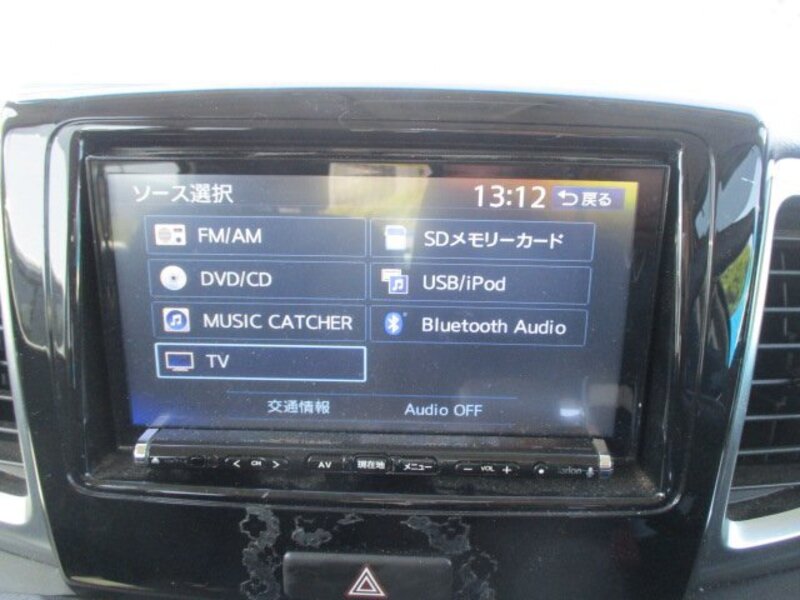 ソース選択 13:12 戻る
FM/AM SDメモリーカード
DVD/CD USB/iPod
MUSIC CATCHER Bluetooth Audio
TV
交通情報 Audio OFF
< CH > AV 現在地 メニュー − VOL +